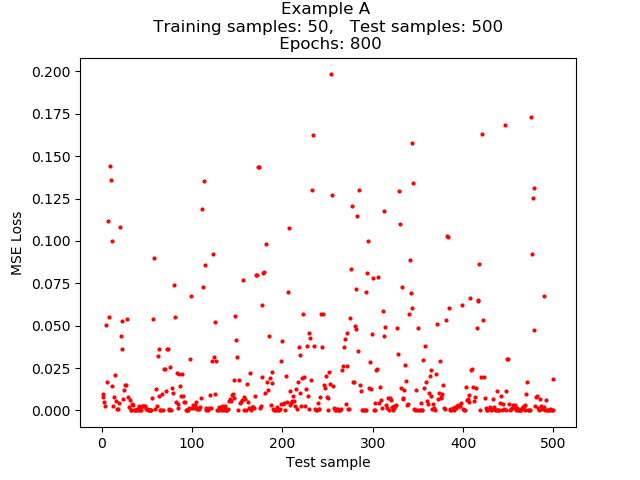 Example A
Training samples: 50,   Test samples: 500
Epochs: 800
0.200
0.175
0.150
0.125
0.100
0.075
0.050
0.025
0.000
MSE Loss
0 100 200 300 400 500
Test sample